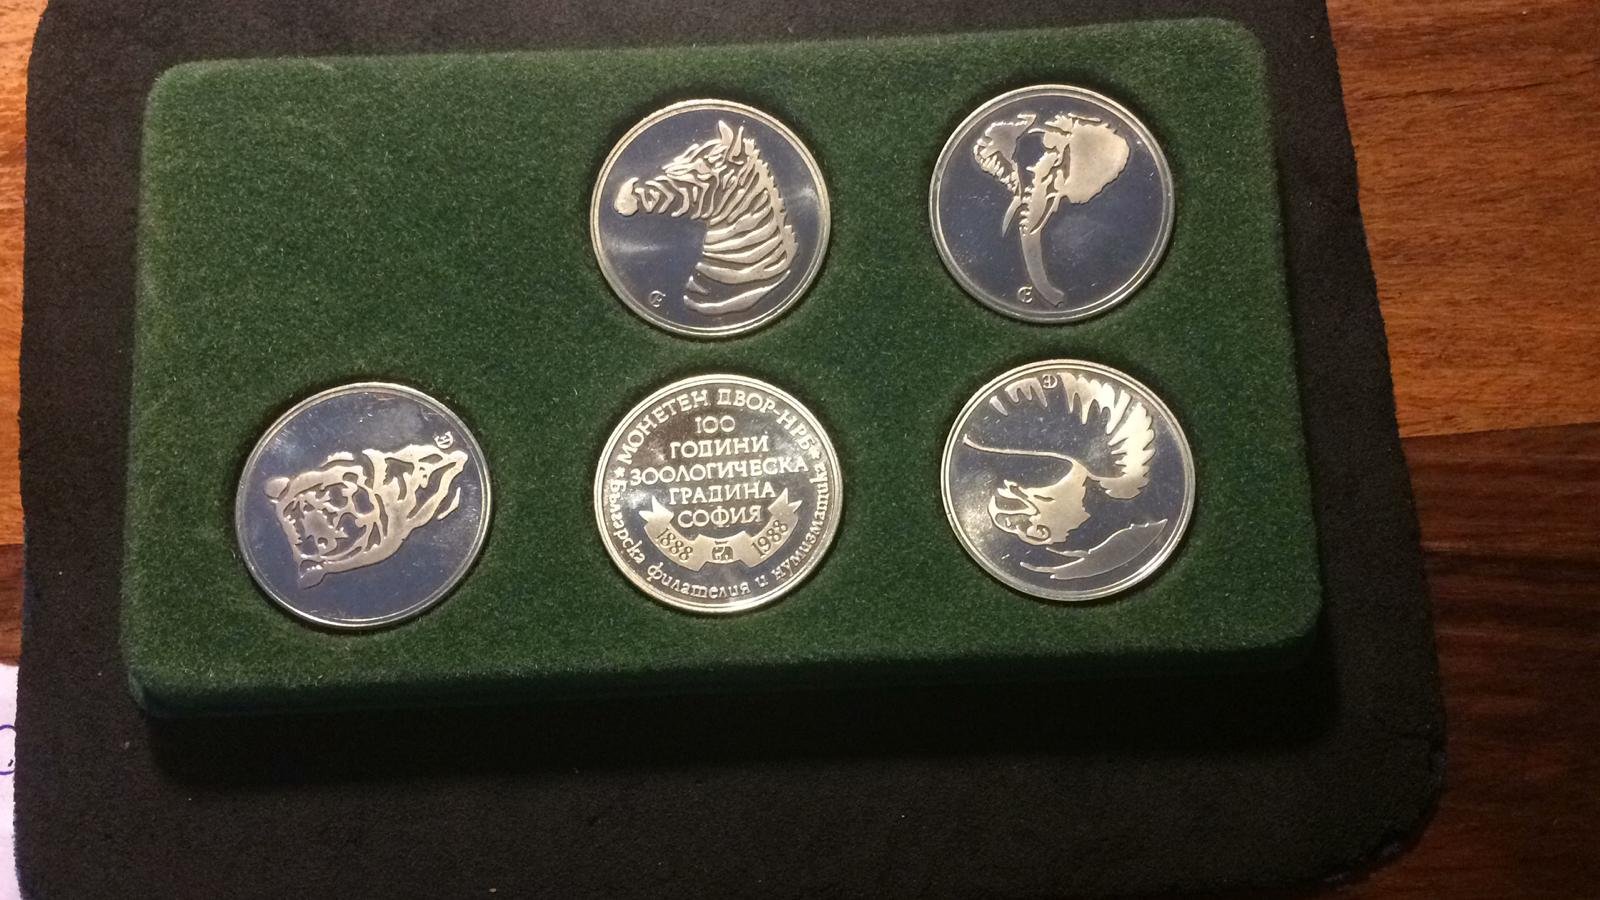 ★МОНЕТЕН ДВОР-НРБ★
100
ГОДИНИ
ЗООЛОГИЧЕСКА
ГРАДИНА
СОФИЯ
1888 1988
Българска филателия и нумизматика